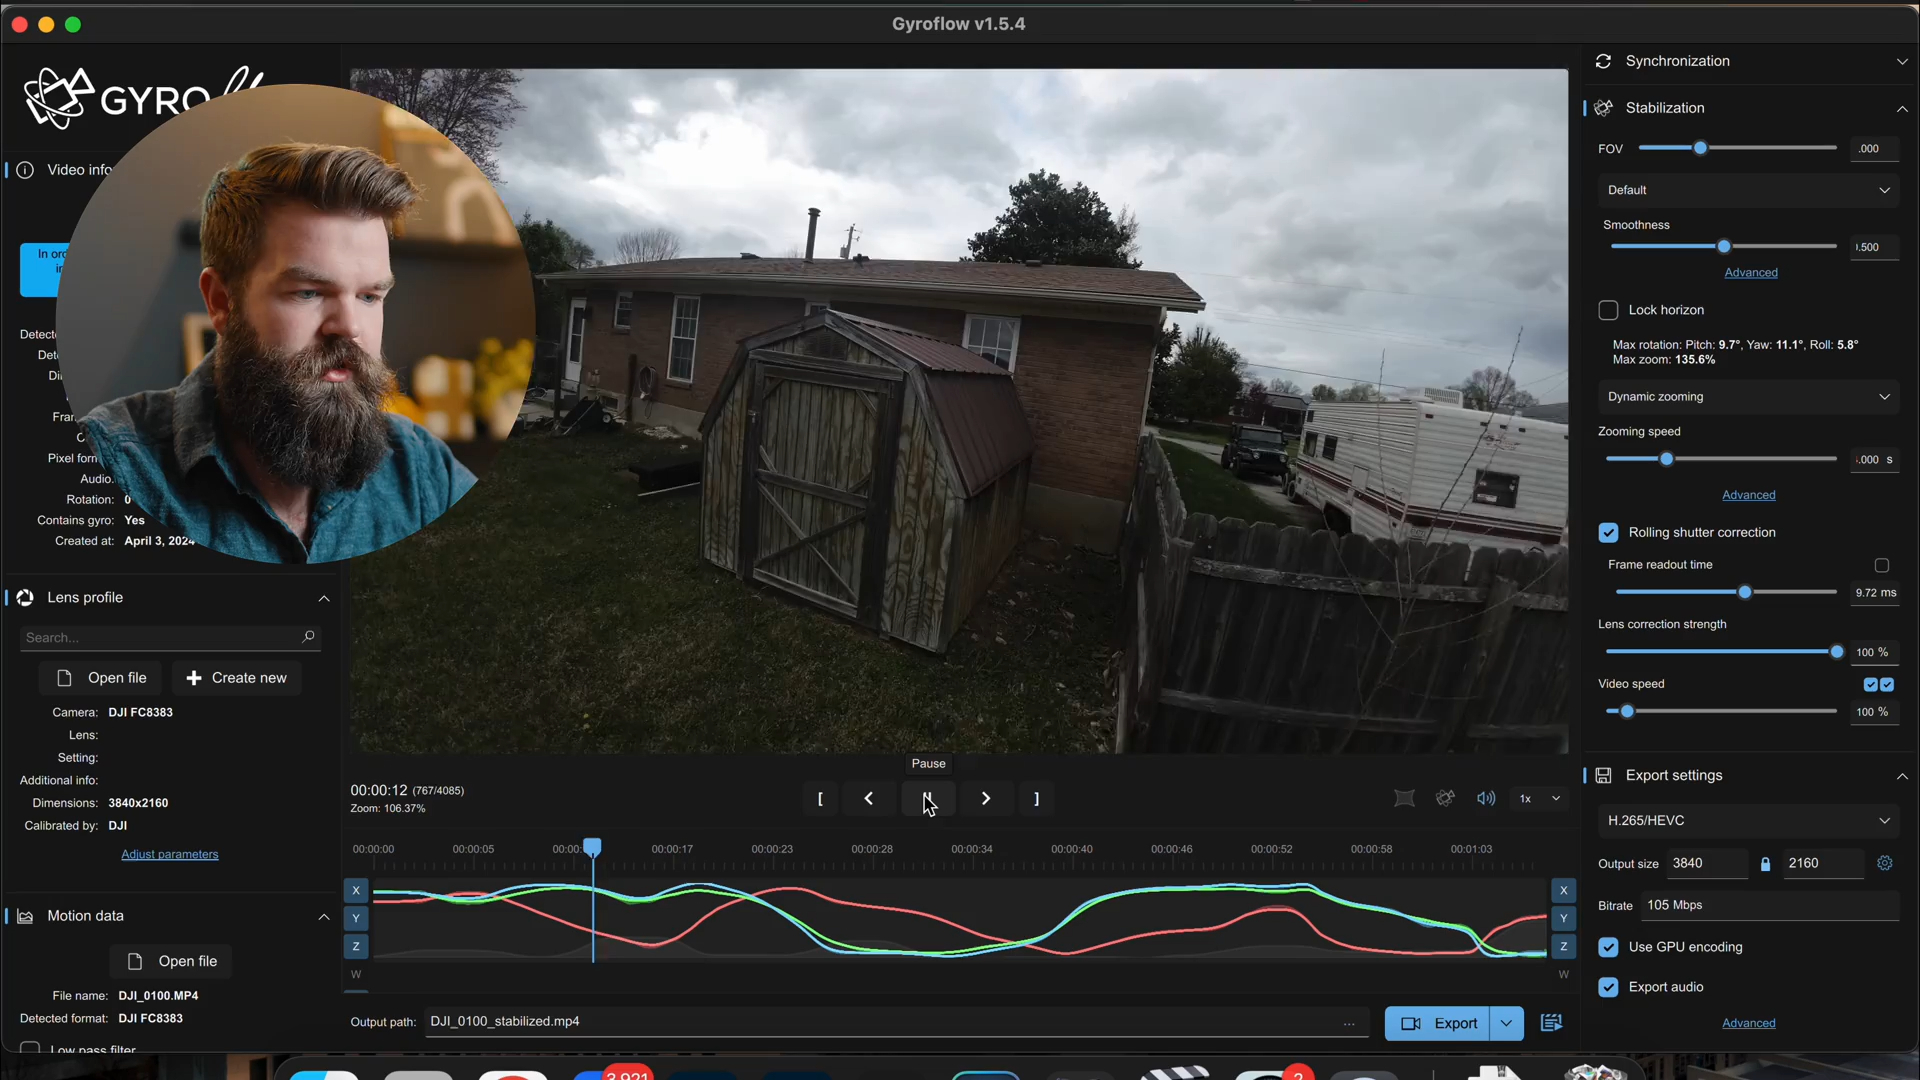 Gyroflow v1.5.4
GYRO
Video info
In
Rotation: 0
Contains gyro: Yes
Created at: April 3, 2024
Audio:
Lens profile
Search...
Open file
Create new
Camera: DJI FC8383
Lens:
Setting:
Additional info:
Dimensions: 3840x2160
Calibrated by: DJI
Adjust parameters
Motion data
Open file
File name: DJI_0100.MP4
Detected format: DJI FC8383
Low pass filter
Pause
00:00:12 (767/4085)
Zoom: 106.37%
[
]
1x
00:00:00
00:00:05
00:00:17
00:00:23
00:00:28
00:00:34
00:00:40
00:00:46
00:00:52
00:00:58
00:01:03
X
Y
Z
W
X
Y
Z
W
Output path: DJI_0100_stabilized.mp4
...
Export
Synchronization
Stabilization
FOV
.000
Default
Smoothness
.500
Advanced
Lock horizon
Max rotation: Pitch: 9.7°, Yaw: 11.1°, Roll: 5.8°
Max zoom: 135.6%
Dynamic zooming
Zooming speed
.000 s
Advanced
Rolling shutter correction
Frame readout time
9.72 ms
Lens correction strength
100 %
Video speed
100 %
Export settings
H.265/HEVC
Output size 3840 2160
Bitrate 105 Mbps
Use GPU encoding
Export audio
Advanced
3,921
2